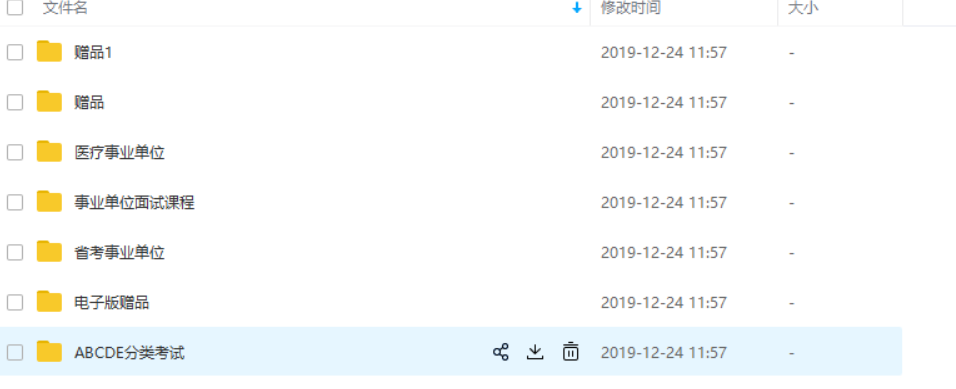 文件名 修改时间 大小
赠品1 2019-12-24 11:57 -
赠品 2019-12-24 11:57 -
医疗事业单位 2019-12-24 11:57 -
事业单位面试课程 2019-12-24 11:57 -
省考事业单位 2019-12-24 11:57 -
电子版赠品 2019-12-24 11:57 -
ABCDE分类考试 2019-12-24 11:57 -